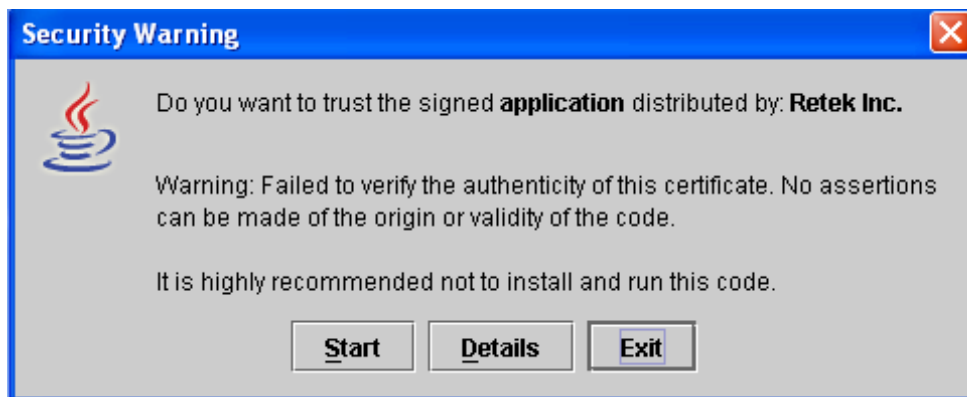 Security Warning
Do you want to trust the signed application distributed by: Retek Inc.
Warning: Failed to verify the authenticity of this certificate. No assertions
can be made of the origin or validity of the code.
It is highly recommended not to install and run this code.
Start Details Exit